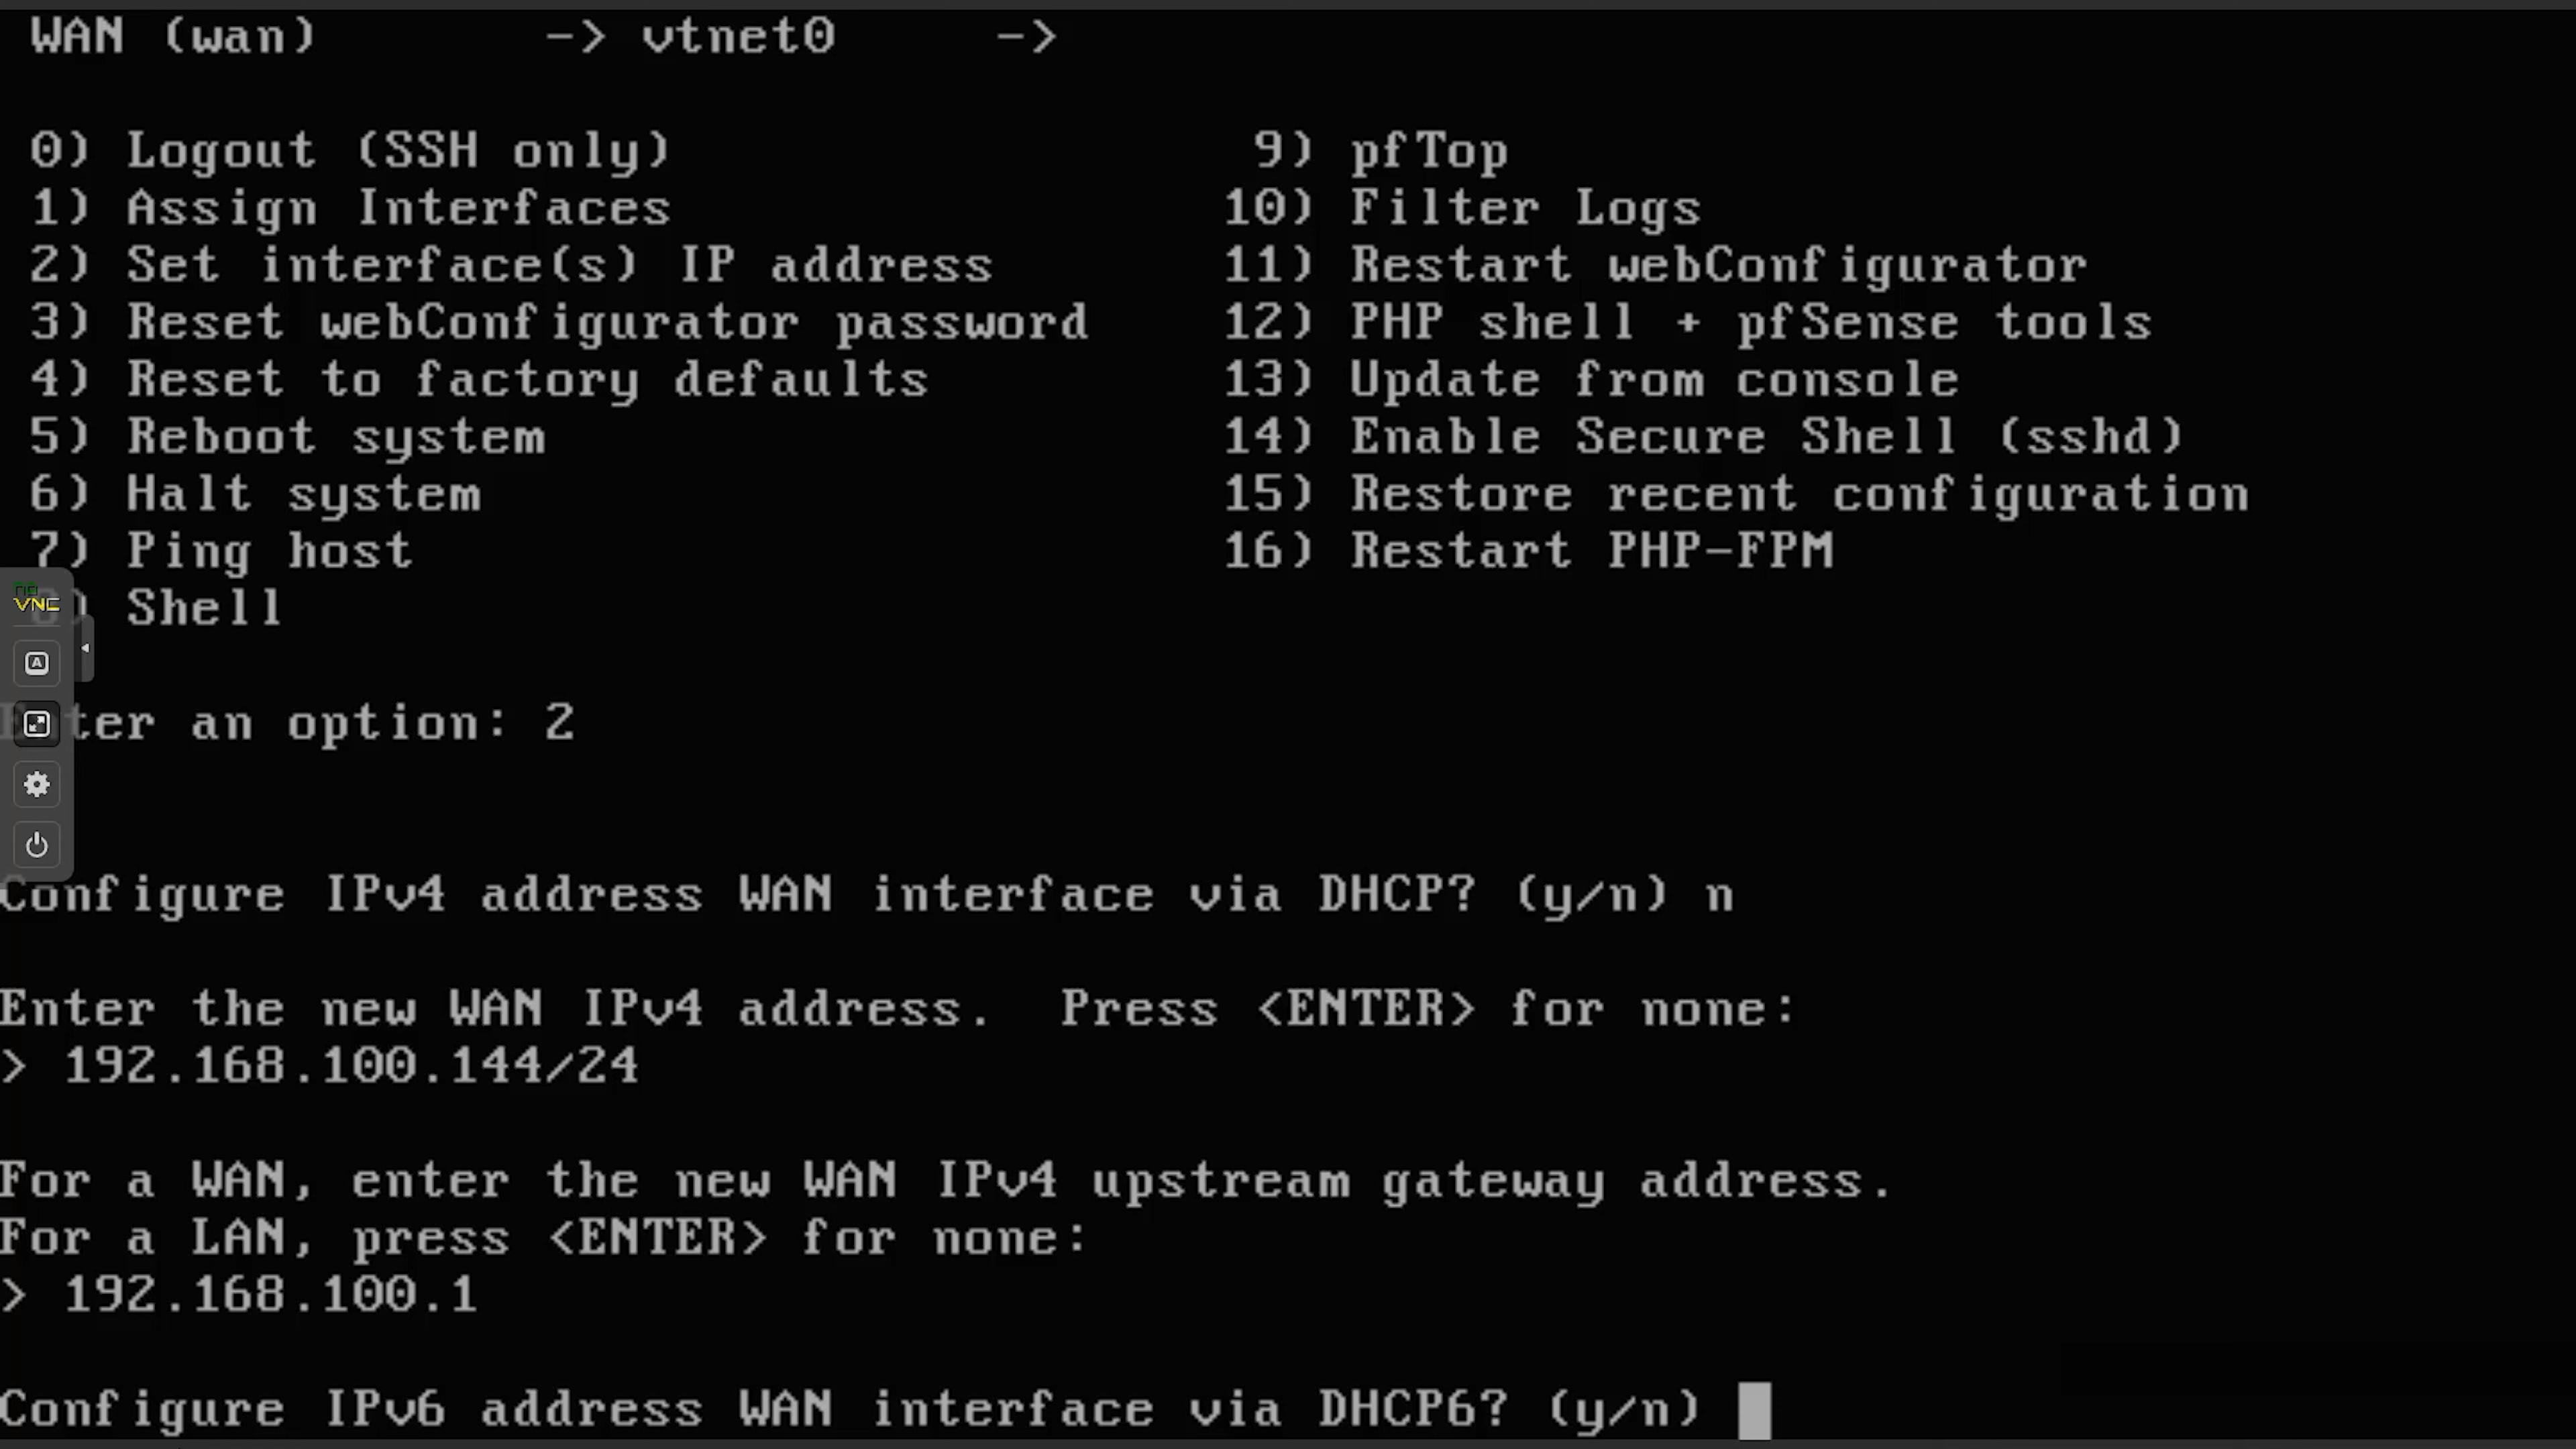 WAN (wan) -> vtnet0 ->
0) Logout (SSH only) 9) pfTop
1) Assign Interfaces 10) Filter Logs
2) Set interface(s) IP address 11) Restart webConfigurator
3) Reset webConfigurator password 12) PHP shell + pfSense tools
4) Reset to factory defaults 13) Update from console
5) Reboot system 14) Enable Secure Shell (sshd)
6) Halt system 15) Restore recent configuration
7) Ping host 16) Restart PHP-FPM
8) Shell
no
VNC
A
Enter an option: 2
Configure IPv4 address WAN interface via DHCP? (y/n) n
Enter the new WAN IPv4 address. Press <ENTER> for none:
> 192.168.100.144/24
For a WAN, enter the new WAN IPv4 upstream gateway address.
For a LAN, press <ENTER> for none:
> 192.168.100.1
Configure IPv6 address WAN interface via DHCP6? (y/n)